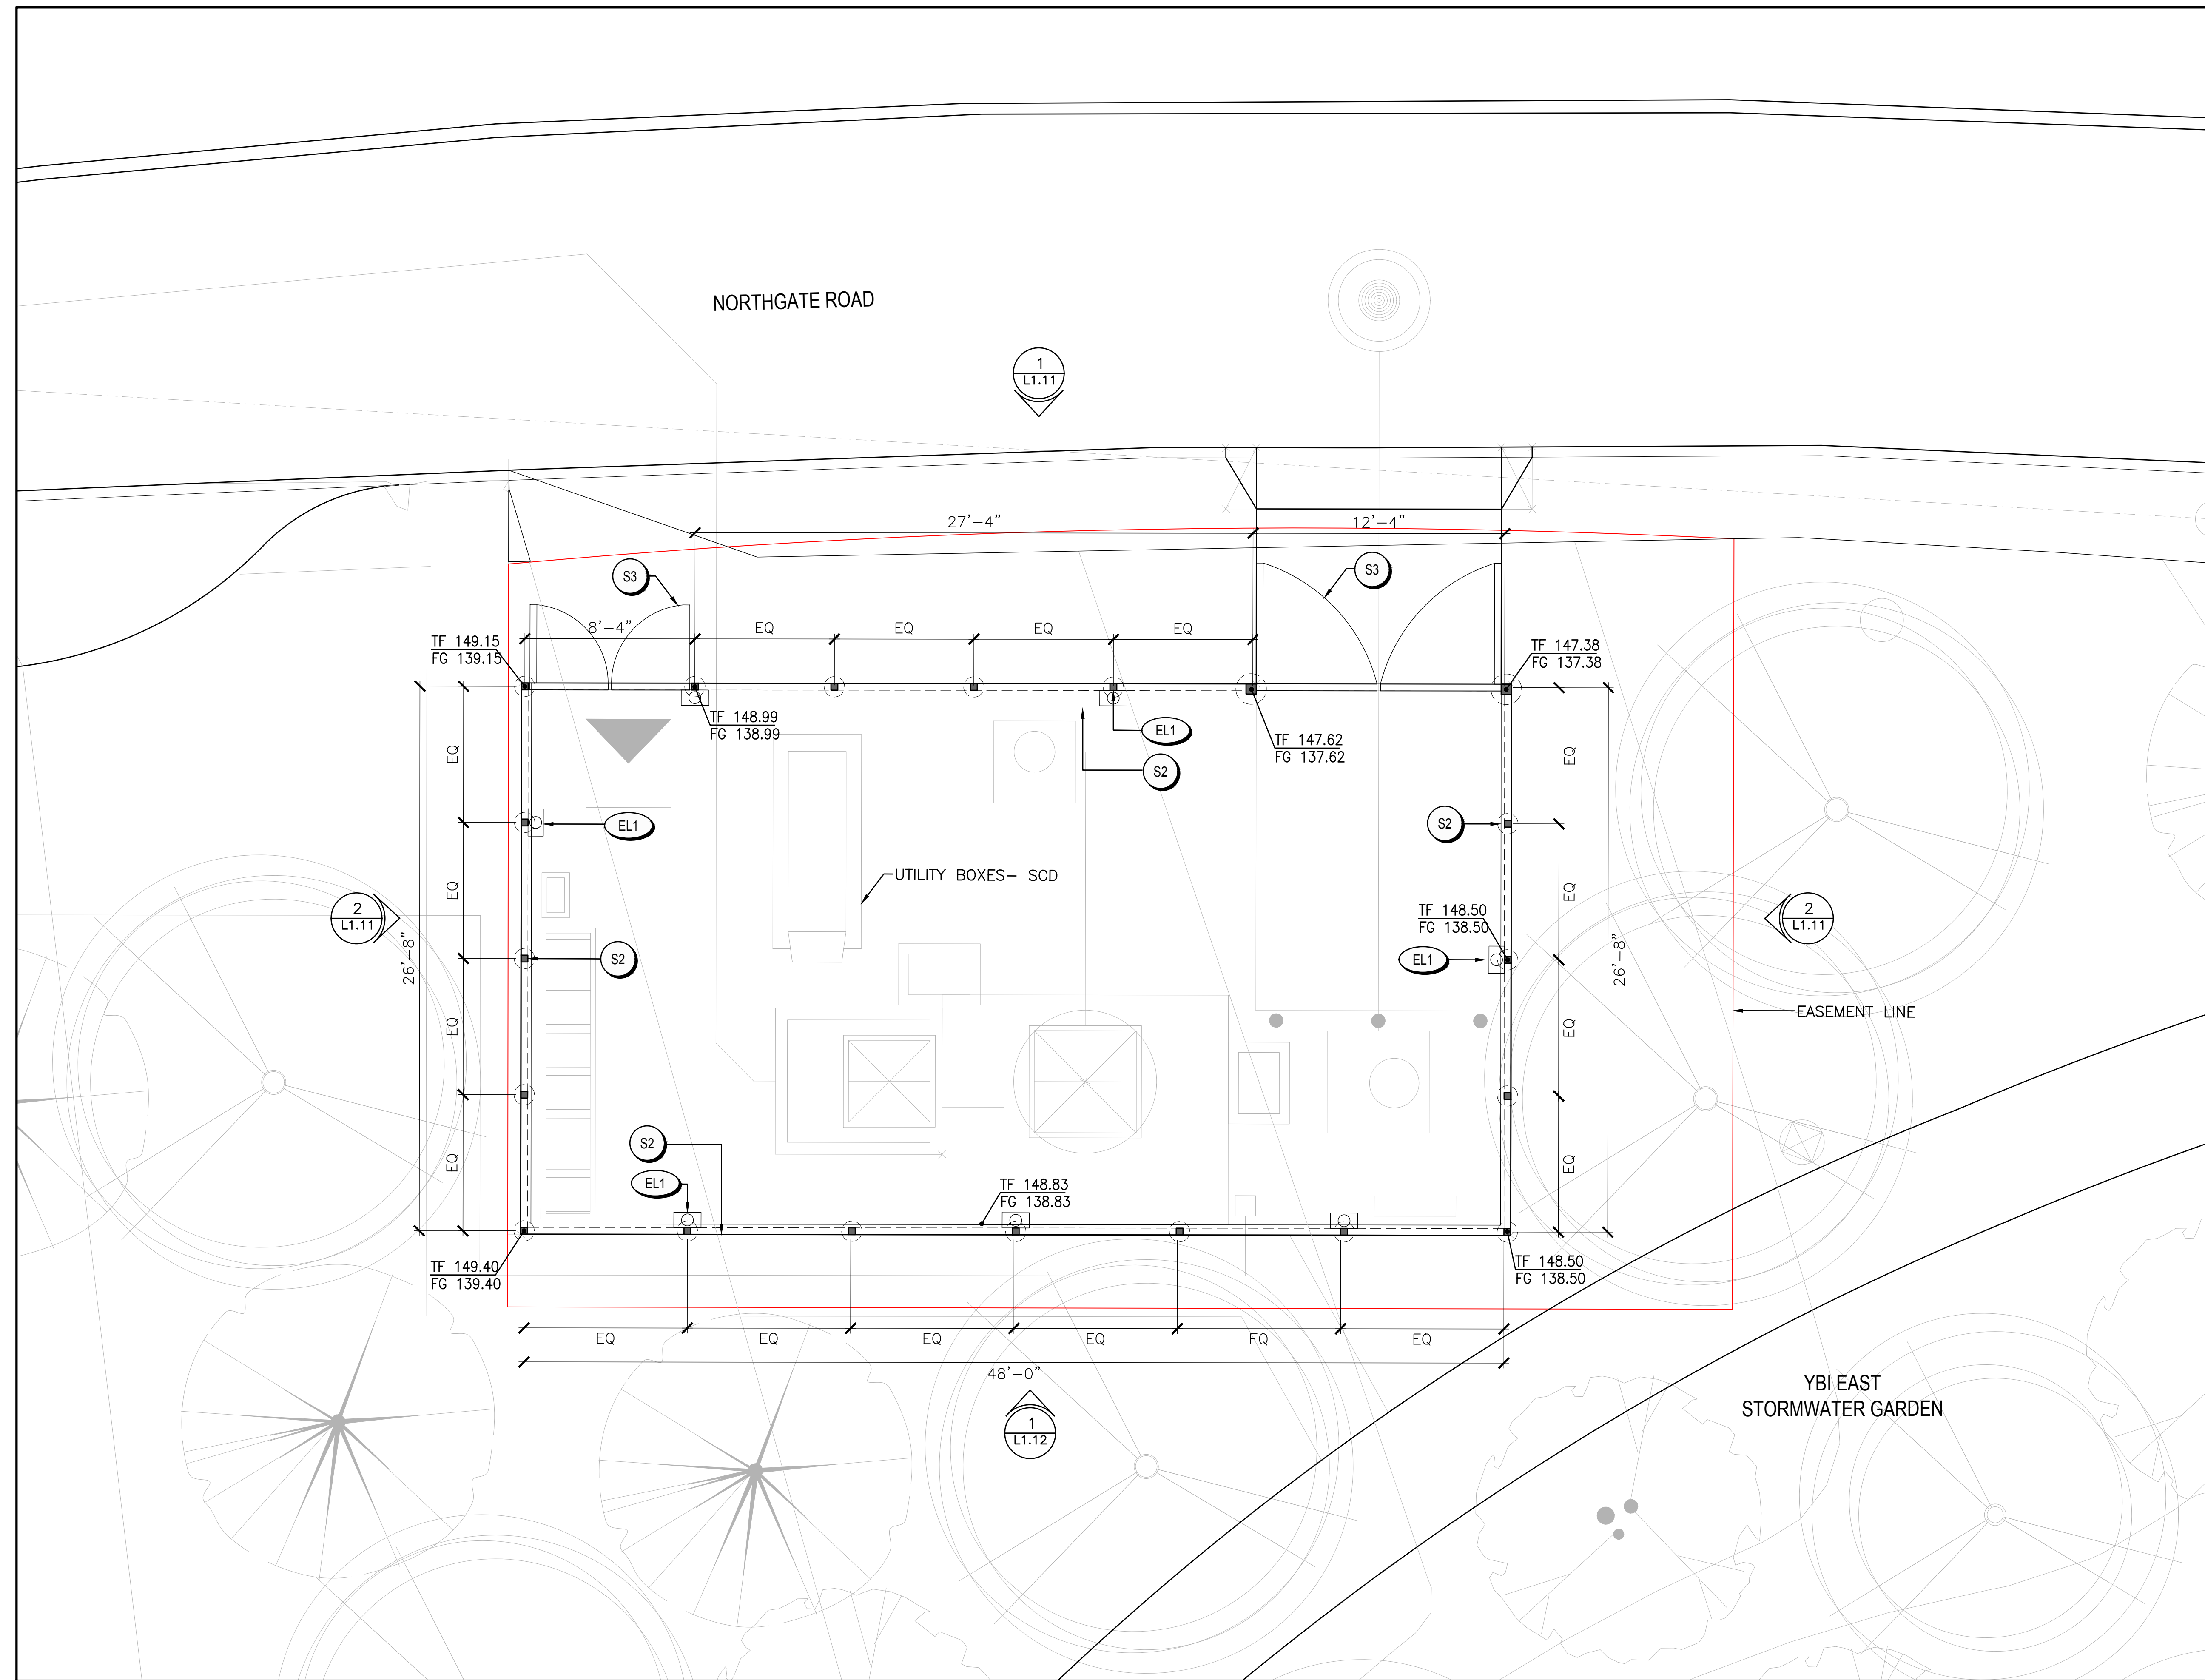 NORTHGATE ROAD
1
L1.11
27'-4"
12'-4"
S3
S3
8'-4"
EQ
EQ
EQ
EQ
TF 149.15
FG 139.15
TF 147.38
FG 137.38
TF 148.99
FG 138.99
EL1
TF 147.62
FG 137.62
S2
EQ
EQ
EL1
S2
UTILITY BOXES- SCD
EQ
EQ
2
L1.11
TF 148.50
FG 138.50
2
L1.11
26'-8"
S2
EL1
26'-8"
EASEMENT LINE
EQ
EQ
S2
EQ
EQ
EL1
TF 148.83
FG 138.83
TF 149.40
FG 139.40
TF 148.50
FG 138.50
EQ
EQ
EQ
EQ
EQ
EQ
48'-0"
1
L1.12
YBI EAST
STORMWATER GARDEN